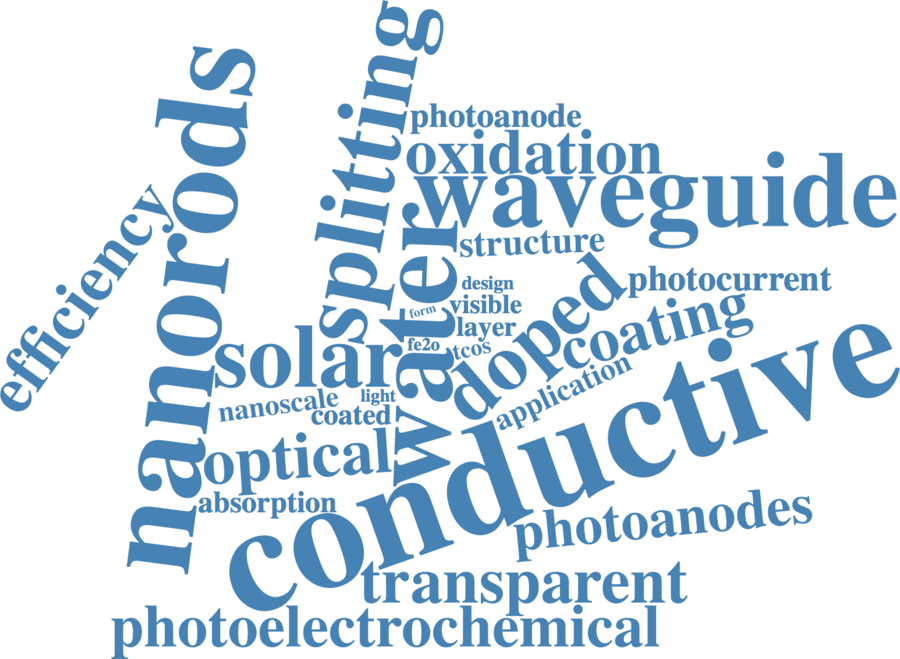 splitting
nanorods
photoanode
oxidation
waveguide
efficiency
water
structure
design
photocurrent
visible
form
layer
doped
coating
fe2o
tcos
solar
conductive
application
nanoscale
light
coated
optical
absorption
photoanodes
transparent
photoelectrochemical